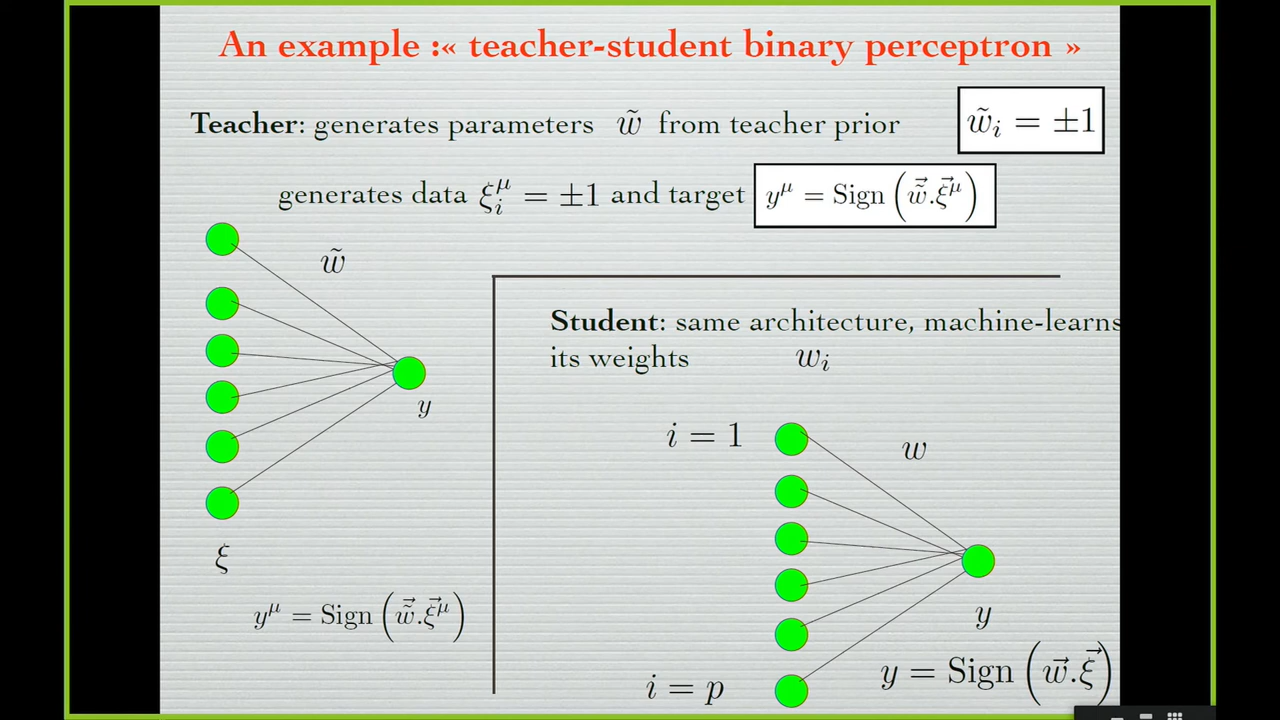 An example :« teacher-student binary perceptron »
Teacher: generates parameters w̃ from teacher prior w̃ᵢ = ±1
generates data ξᵢ^μ = ±1 and target y^μ = Sign (w̃⃗.ξ⃗^μ)
w̃
Student: same architecture, machine-learns
its weights wᵢ
y
i = 1
w
ξ
y^μ = Sign (w̃⃗.ξ⃗^μ)
y
y = Sign (w⃗.ξ⃗)
i = p